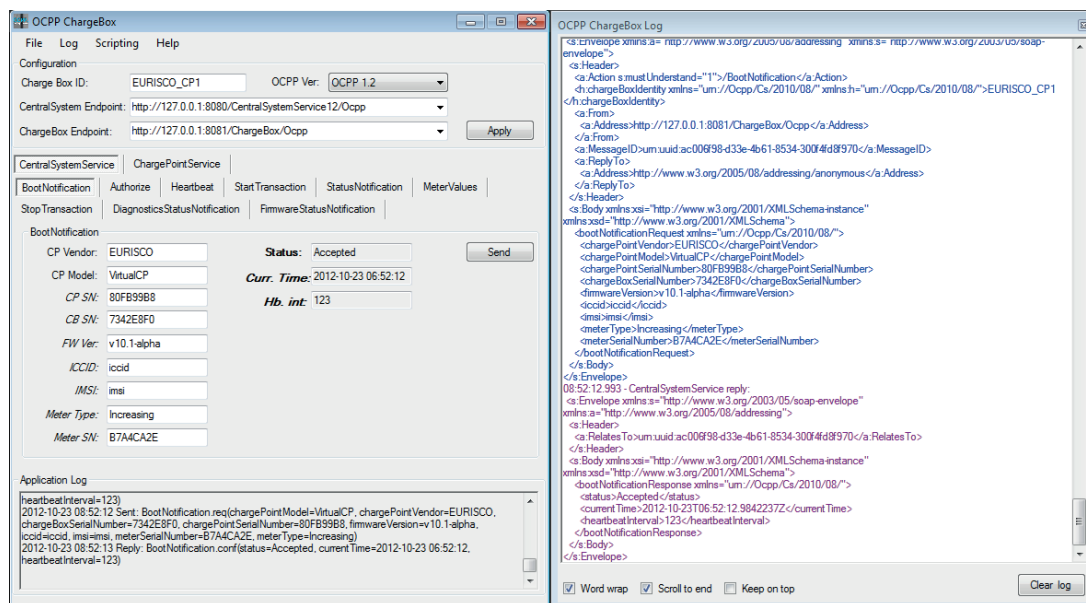 OCPP ChargeBox
File Log Scripting Help
Configuration
Charge Box ID: EURISCO_CP1 OCPP Ver: OCPP 1.2
CentralSystem Endpoint: http://127.0.0.1:8080/CentralSystemService12/Ocpp
ChargeBox Endpoint: http://127.0.0.1:8081/ChargeBox/Ocpp Apply
CentralSystemService ChargePointService
BootNotification Authorize Heartbeat StartTransaction StatusNotification MeterValues
StopTransaction DiagnosticsStatusNotification FirmwareStatusNotification
BootNotification
CP Vendor: EURISCO Status: Accepted Send
CP Model: VirtualCP Curr. Time: 2012-10-23 06:52:12
CP SN: 80FB99B8 Hb. int: 123
CB SN: 7342E8F0
FW Ver: v10.1-alpha
ICCID: iccid
IMSI: imsi
Meter Type: Increasing
Meter SN: B7A4CA2E
Application Log
heartbeatInterval=123)
2012-10-23 08:52:12 Sent: BootNotification.req(chargePointModel=VirtualCP, chargePointVendor=EURISCO,
chargeBoxSerialNumber=7342E8F0, chargePointSerialNumber=80FB99B8, firmwareVersion=v10.1-alpha,
iccid=iccid, imsi=imsi, meterSerialNumber=B7A4CA2E, meterType=Increasing)
2012-10-23 08:52:13 Reply: BootNotification.conf(status=Accepted, currentTime=2012-10-23 06:52:12,
heartbeatInterval=123)
OCPP ChargeBox Log
<s:Envelope xmlns:a="http://www.w3.org/2005/08/addressing" xmlns:s="http://www.w3.org/2003/05/soap-
envelope">
<s:Header>
<a:Action s:mustUnderstand="1">/BootNotification</a:Action>
<h:chargeBoxIdentity xmlns="urn://Ocpp/Cs/2010/08/" xmlns:h="urn://Ocpp/Cs/2010/08/">EURISCO_CP1
</h:chargeBoxIdentity>
<a:From>
<a:Address>http://127.0.0.1:8081/ChargeBox/Ocpp</a:Address>
</a:From>
<a:MessageID>urn:uuid:ac006f98-d33e-4b61-8534-300f4fd8f970</a:MessageID>
<a:ReplyTo>
<a:Address>http://www.w3.org/2005/08/addressing/anonymous</a:Address>
</a:ReplyTo>
</s:Header>
<s:Body xmlns:xsi="http://www.w3.org/2001/XMLSchema-instance"
xmlns:xsd="http://www.w3.org/2001/XMLSchema">
<bootNotificationRequest xmlns="urn://Ocpp/Cs/2010/08/">
<chargePointVendor>EURISCO</chargePointVendor>
<chargePointModel>VirtualCP</chargePointModel>
<chargePointSerialNumber>80FB99B8</chargePointSerialNumber>
<chargeBoxSerialNumber>7342E8F0</chargeBoxSerialNumber>
<firmwareVersion>v10.1-alpha</firmwareVersion>
<iccid>iccid</iccid>
<imsi>imsi</imsi>
<meterType>Increasing</meterType>
<meterSerialNumber>B7A4CA2E</meterSerialNumber>
</bootNotificationRequest>
</s:Body>
</s:Envelope>
08:52:12.993 - CentralSystemService reply:
<s:Envelope xmlns:s="http://www.w3.org/2003/05/soap-envelope"
xmlns:a="http://www.w3.org/2005/08/addressing">
<s:Header>
<a:RelatesTo>urn:uuid:ac006f98-d33e-4b61-8534-300f4fd8f970</a:RelatesTo>
</s:Header>
<s:Body xmlns:xsi="http://www.w3.org/2001/XMLSchema-instance"
xmlns:xsd="http://www.w3.org/2001/XMLSchema">
<bootNotificationResponse xmlns="urn://Ocpp/Cs/2010/08/">
<status>Accepted</status>
<currentTime>2012-10-23T06:52:12.9842237Z</currentTime>
<heartbeatInterval>123</heartbeatInterval>
</bootNotificationResponse>
</s:Body>
</s:Envelope>
Word wrap Scroll to end Keep on top Clear log